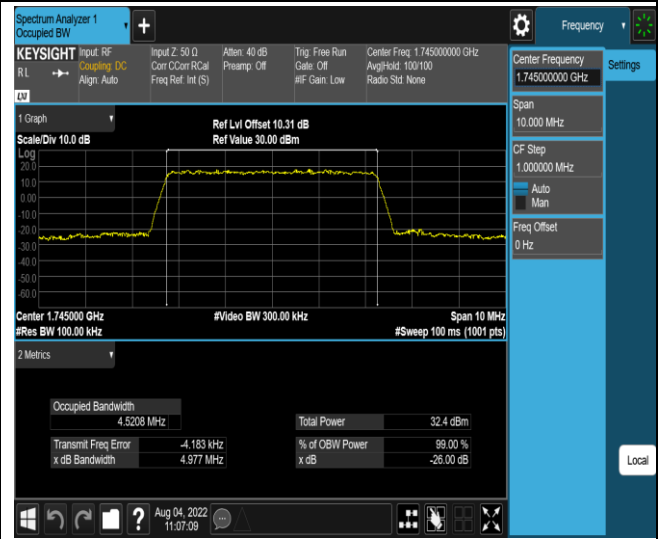 Spectrum Analyzer 1
Occupied BW
+
Frequency
KEYSIGHT
R L
LXI
Input: RF
Coupling: DC
Align: Auto
Input Z: 50 Ω
Corr CCorr RCal
Freq Ref: Int (S)
Atten: 40 dB
Preamp: Off
Trig: Free Run
Gate: Off
#IF Gain: Low
Center Freq: 1.745000000 GHz
Avg|Hold: 100/100
Radio Std: None
Center Frequency
1.745000000 GHz
Settings
Span
10.000 MHz
CF Step
1.000000 MHz
Auto
Man
Freq Offset
0 Hz
1 Graph
Scale/Div 10.0 dB
Ref Lvl Offset 10.31 dB
Ref Value 30.00 dBm
Log
20.0
10.0
0.00
-10.0
-20.0
-30.0
-40.0
-50.0
-60.0
Center 1.745000 GHz
#Res BW 100.00 kHz
#Video BW 300.00 kHz
Span 10 MHz
#Sweep 100 ms (1001 pts)
2 Metrics
Occupied Bandwidth
4.5208 MHz
Total Power 32.4 dBm
Transmit Freq Error -4.183 kHz
% of OBW Power 99.00 %
x dB Bandwidth 4.977 MHz
x dB -26.00 dB
Local
?
Aug 04, 2022
11:07:09